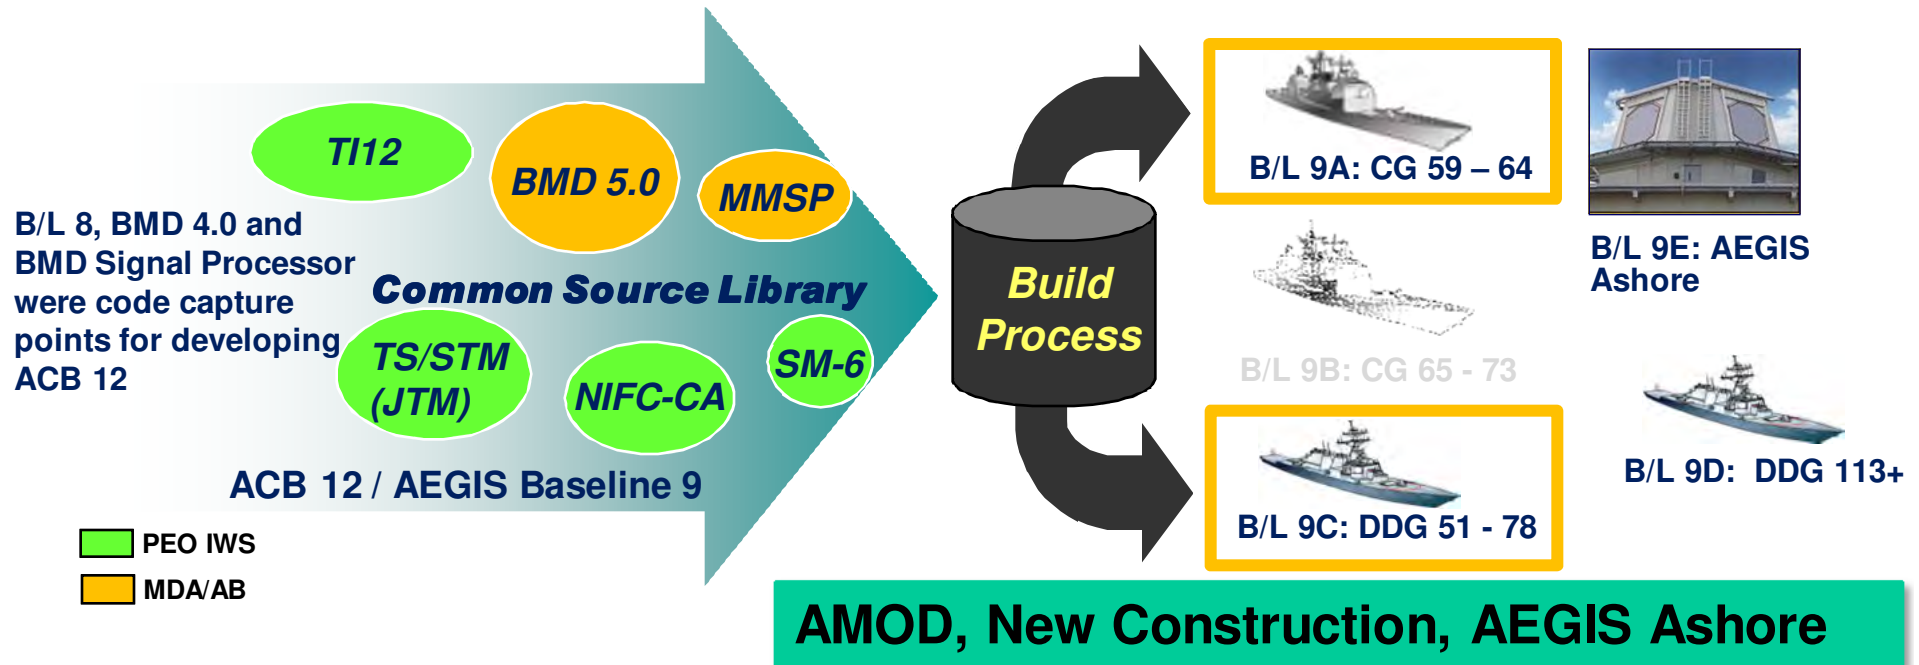 TI12
BMD 5.0
MMSP
B/L 8, BMD 4.0 and
BMD Signal Processor
were code capture
points for developing
ACB 12
Common Source Library
TS/STM
(JTM)
NIFC-CA
SM-6
ACB 12 / AEGIS Baseline 9
PEO IWS
MDA/AB
Build
Process
B/L 9A: CG 59 – 64
B/L 9E: AEGIS
Ashore
B/L 9B: CG 65 - 73
B/L 9D:  DDG 113+
B/L 9C: DDG 51 - 78
AMOD, New Construction, AEGIS Ashore